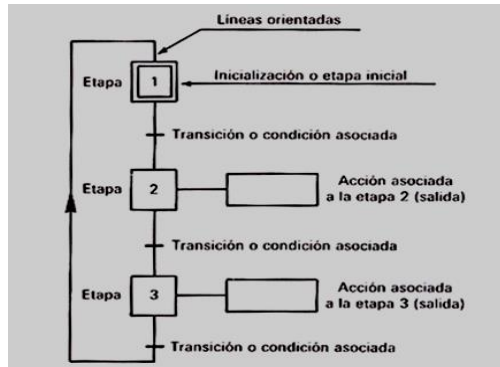 Líneas orientadas
Etapa 1
Inicialización o etapa inicial
Transición o condición asociada
Etapa 2
Acción asociada
a la etapa 2 (salida)
Transición o condición asociada
Etapa 3
Acción asociada
a la etapa 3 (salida)
Transición o condición asociada